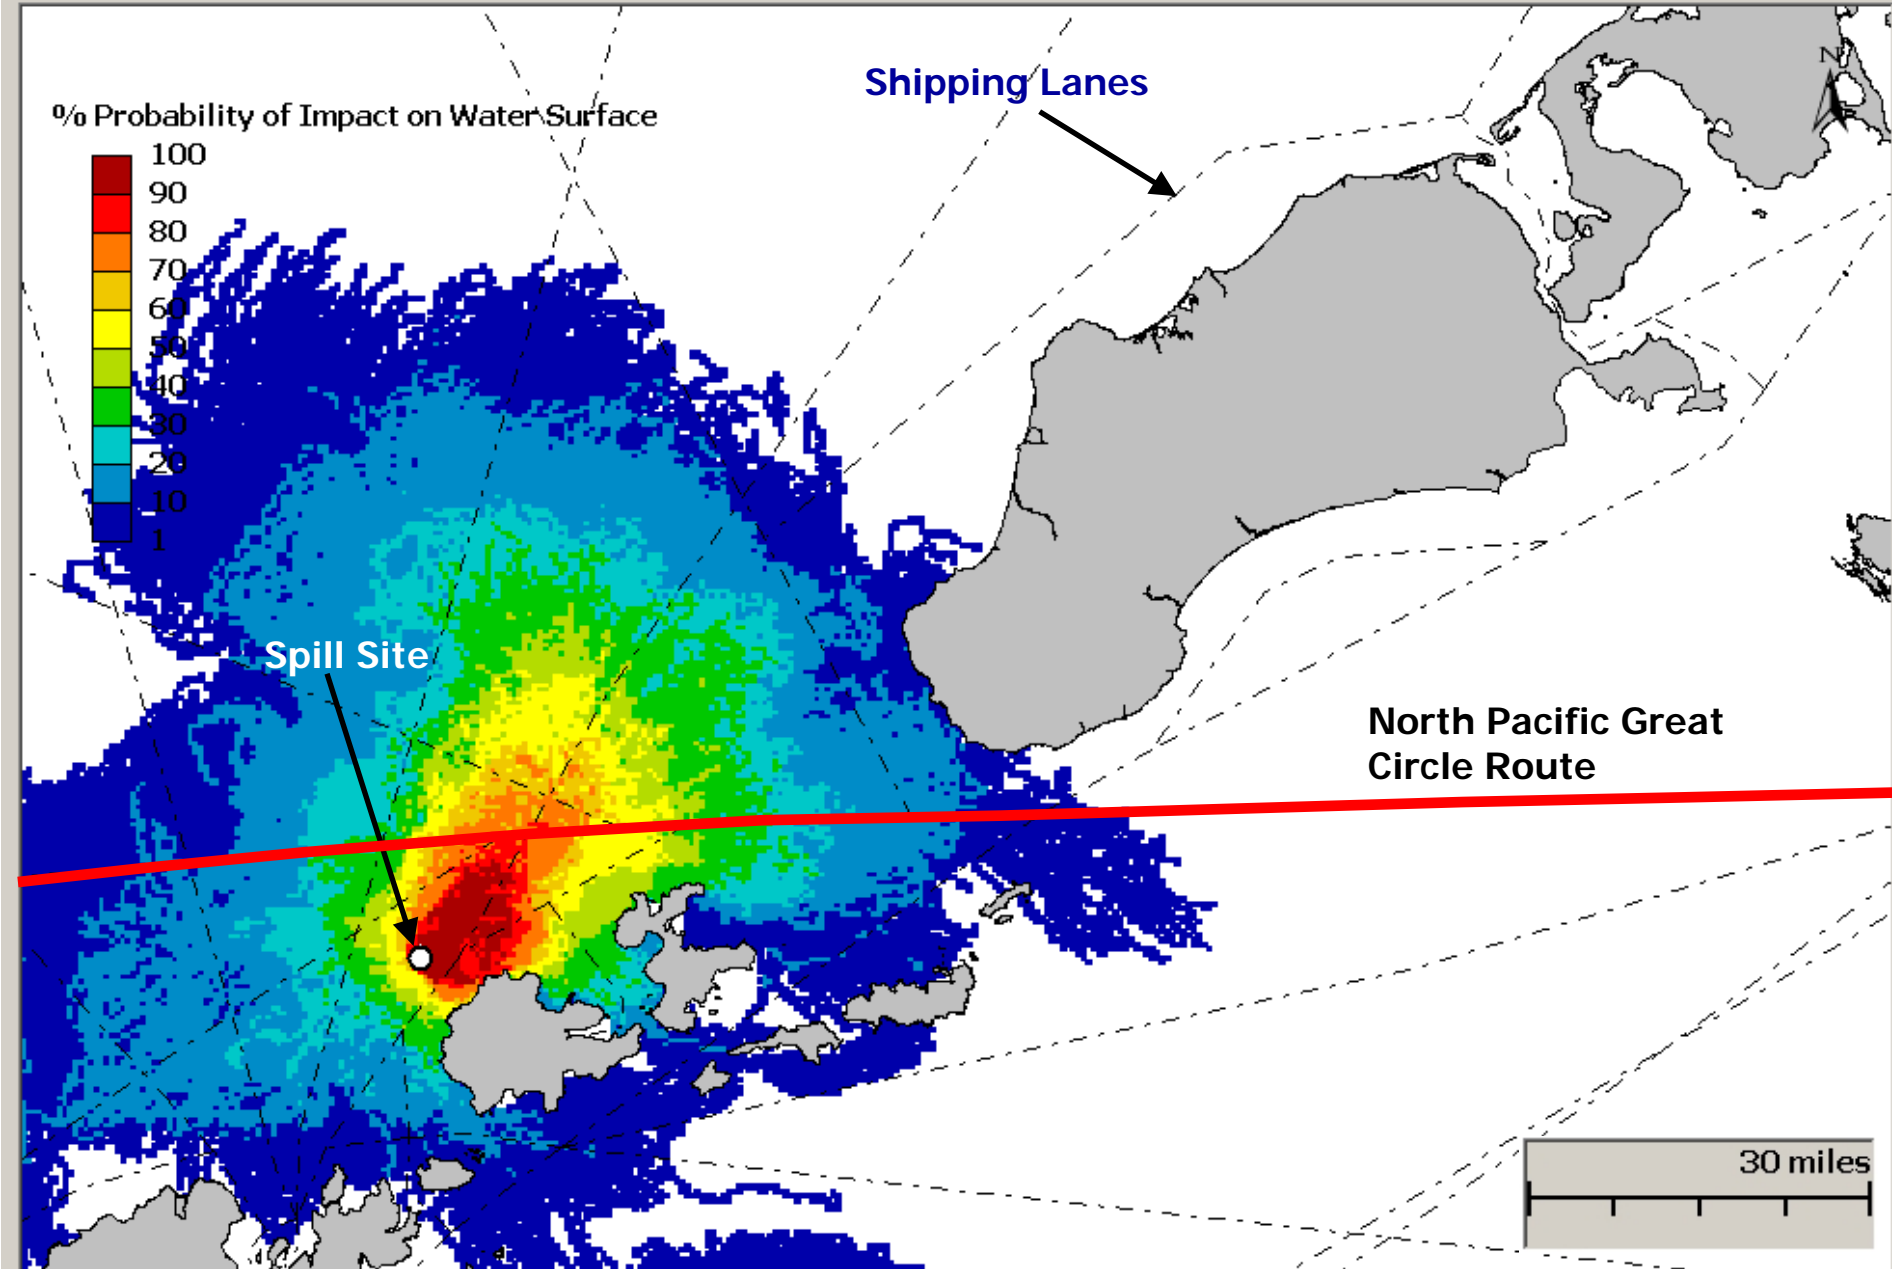 Shipping Lanes
N
% Probability of Impact on Water Surface
100
90
80
70
60
50
40
30
20
10
1
Spill Site
North Pacific Great
Circle Route
30 miles